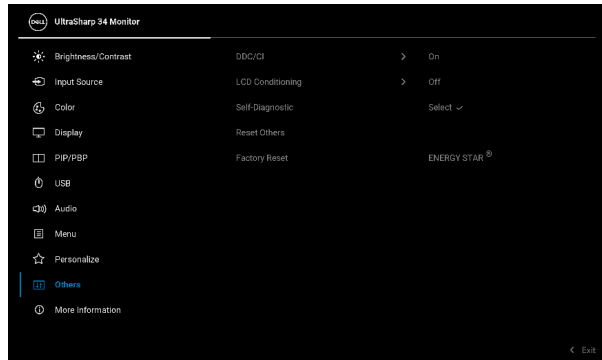 DELL UltraSharp 34 Monitor
Brightness/Contrast DDC/CI > On
Input Source LCD Conditioning > Off
Color Self-Diagnostic Select ✓
Display Reset Others
PIP/PBP Factory Reset ENERGY STAR®
USB
Audio
Menu
Personalize
Others
More Information
< Exit